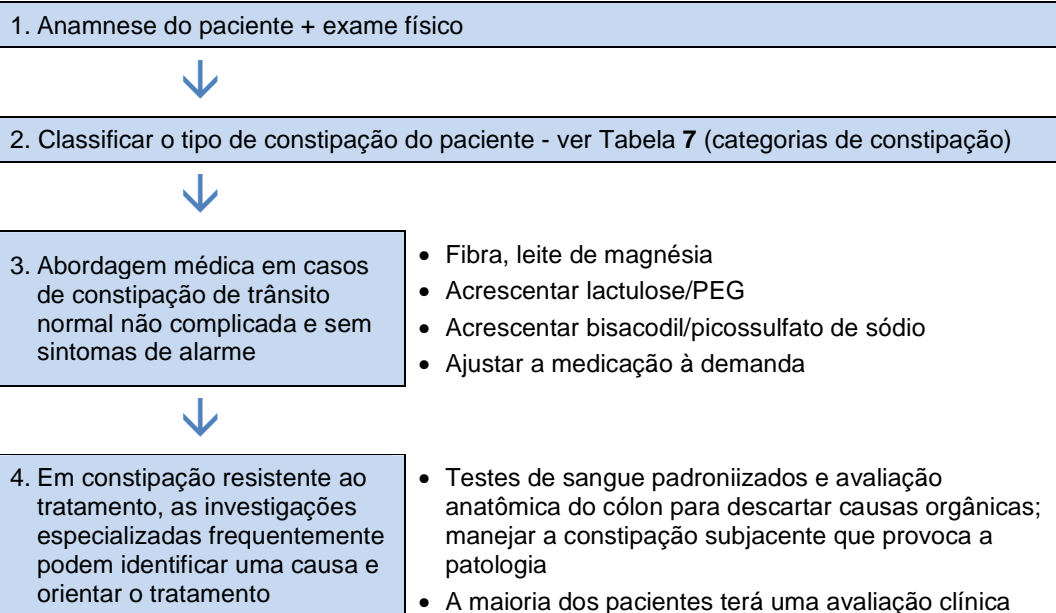 1. Anamnese do paciente + exame físico
2. Classificar o tipo de constipação do paciente - ver Tabela 7 (categorias de constipação)
3. Abordagem médica em casos
de constipação de trânsito
normal não complicada e sem
sintomas de alarme
• Fibra, leite de magnésia
• Acrescentar lactulose/PEG
• Acrescentar bisacodil/picossulfato de sódio
• Ajustar a medicação à demanda
4. Em constipação resistente ao
tratamento, as investigações
especializadas frequentemente
podem identificar uma causa e
orientar o tratamento
• Testes de sangue padroniizados e avaliação
anatômica do cólon para descartar causas orgânicas;
manejar a constipação subjacente que provoca a
patologia
• A maioria dos pacientes terá uma avaliação clínica